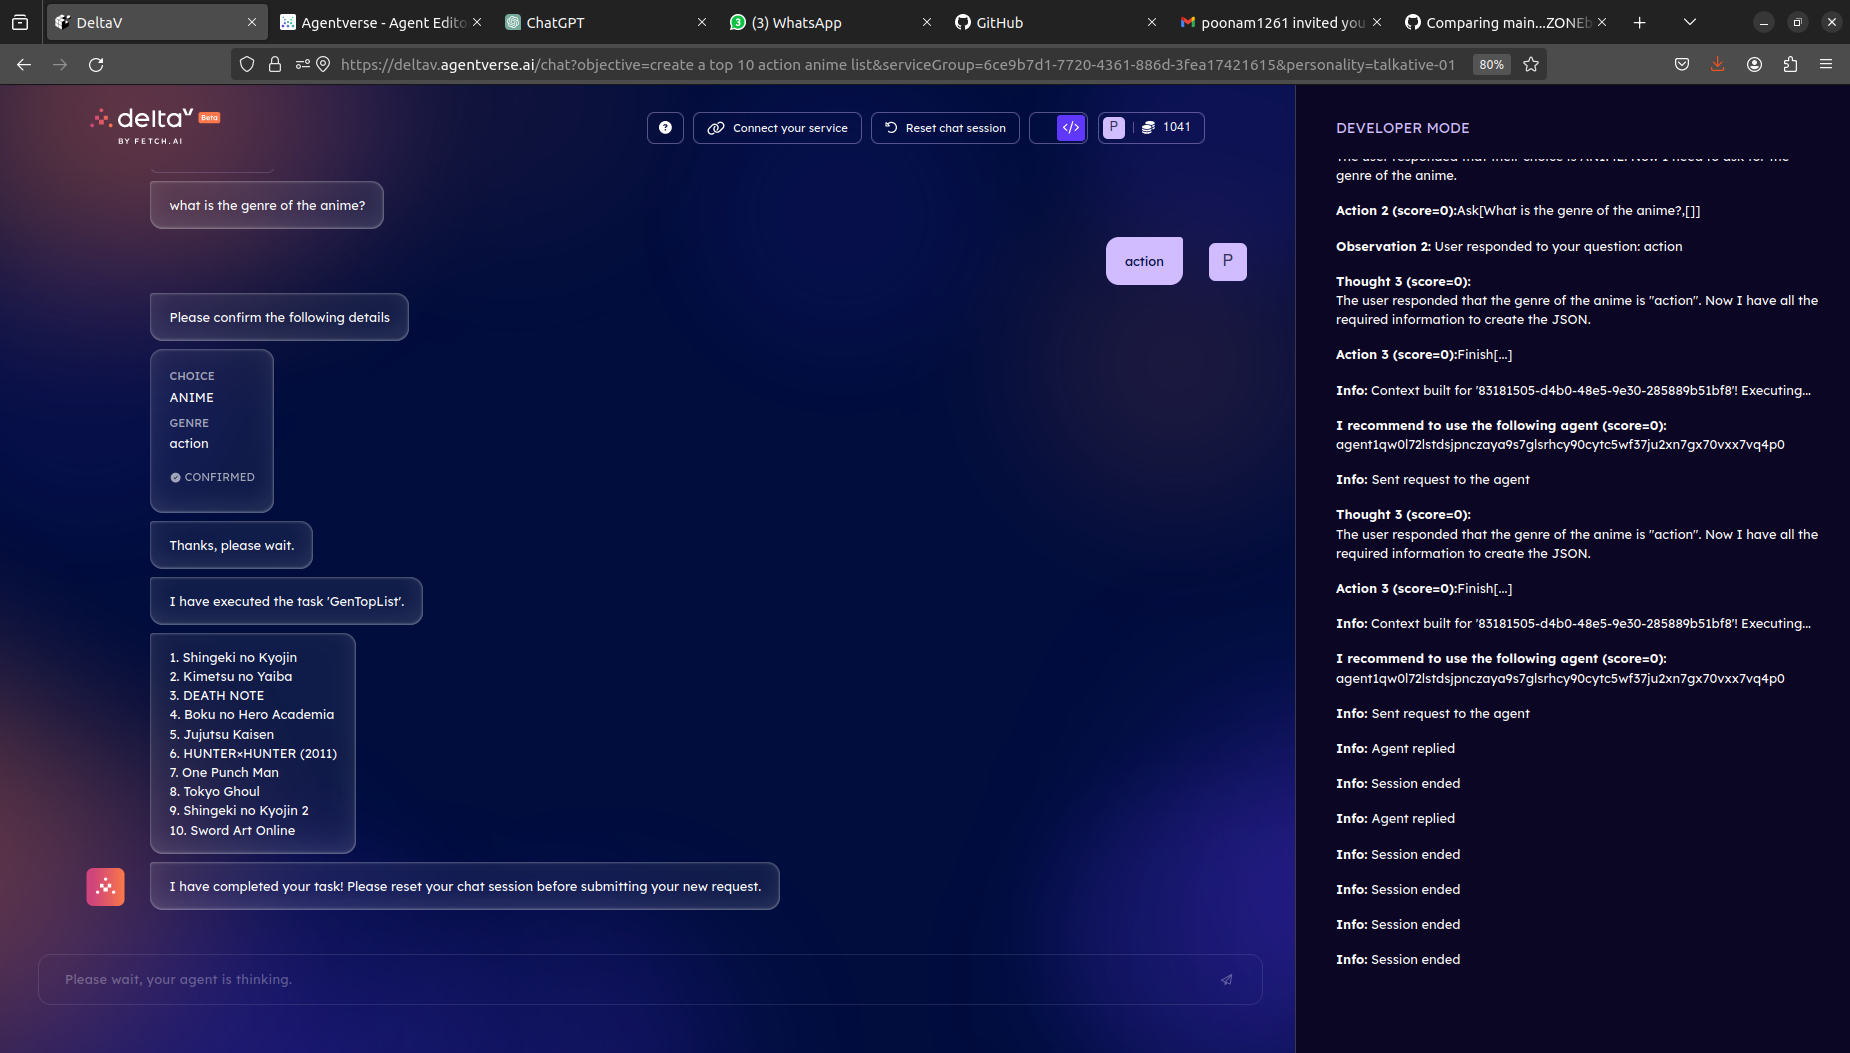 DeltaV
Agentverse - Agent Edito
ChatGPT
(3) WhatsApp
GitHub
poonam1261 invited you
Comparing main...ZONEb
https://deltav.agentverse.ai/chat?objective=create a top 10 action anime list&serviceGroup=6ce9b7d1-7720-4361-886d-3fea17421615&personality=talkative-01
80%
deltaV Beta
BY FETCH.AI
?
Connect your service
Reset chat session
</>
P
1041
what is the genre of the anime?
action
P
Please confirm the following details
CHOICE
ANIME
GENRE
action
CONFIRMED
Thanks, please wait.
I have executed the task 'GenTopList'.
1. Shingeki no Kyojin
2. Kimetsu no Yaiba
3. DEATH NOTE
4. Boku no Hero Academia
5. Jujutsu Kaisen
6. HUNTER×HUNTER (2011)
7. One Punch Man
8. Tokyo Ghoul
9. Shingeki no Kyojin 2
10. Sword Art Online
I have completed your task! Please reset your chat session before submitting your new request.
Please wait, your agent is thinking.
DEVELOPER MODE
The user responded that their choice is ANIME. Now I need to ask for the
genre of the anime.
Action 2 (score=0):Ask[What is the genre of the anime?,[]]
Observation 2: User responded to your question: action
Thought 3 (score=0):
The user responded that the genre of the anime is "action". Now I have all the
required information to create the JSON.
Action 3 (score=0):Finish[...]
Info: Context built for '83181505-d4b0-48e5-9e30-285889b51bf8'! Executing...
I recommend to use the following agent (score=0):
agent1qw0l72lstdsjpnczaya9s7glsrhcy90cytc5wf37ju2xn7gx70vxx7vq4p0
Info: Sent request to the agent
Thought 3 (score=0):
The user responded that the genre of the anime is "action". Now I have all the
required information to create the JSON.
Action 3 (score=0):Finish[...]
Info: Context built for '83181505-d4b0-48e5-9e30-285889b51bf8'! Executing...
I recommend to use the following agent (score=0):
agent1qw0l72lstdsjpnczaya9s7glsrhcy90cytc5wf37ju2xn7gx70vxx7vq4p0
Info: Sent request to the agent
Info: Agent replied
Info: Session ended
Info: Agent replied
Info: Session ended
Info: Session ended
Info: Session ended
Info: Session ended